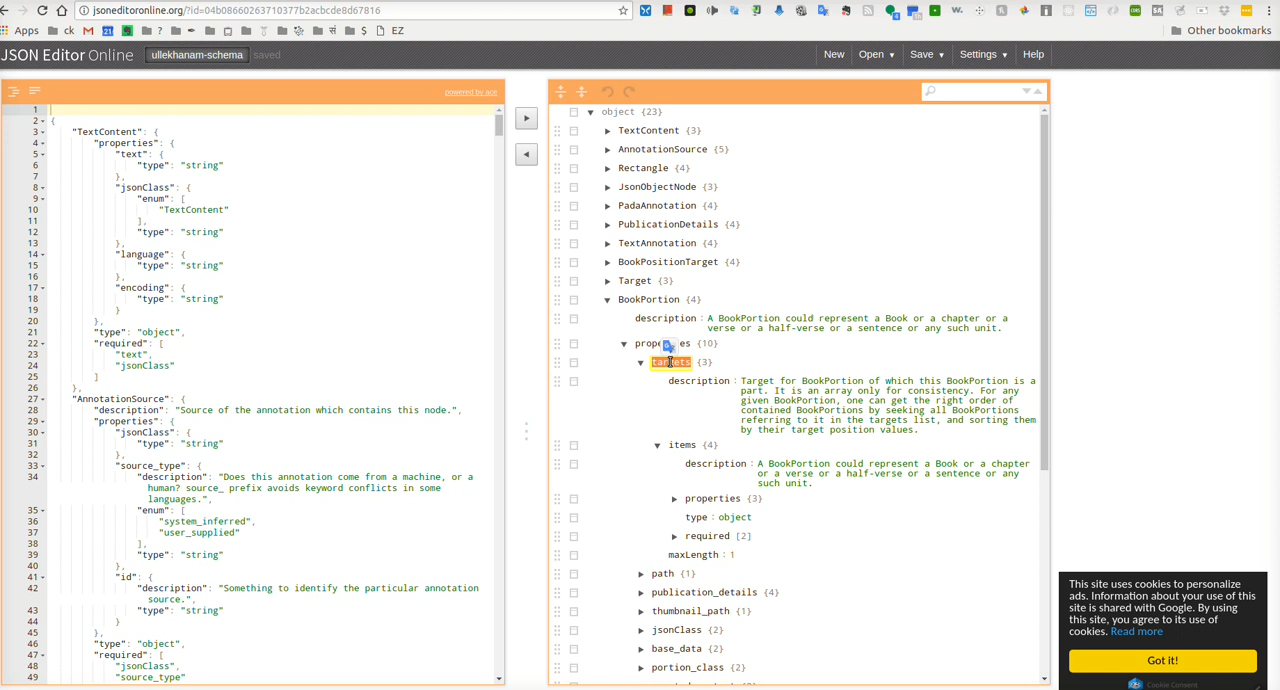 jsoneditoronline.org/?id=04b08660263710377b2acbcde8d67816
Apps ck 21 ? $ EZ Other bookmarks
JSON Editor Online ullekhanam-schema saved New Open Save Settings Help
powered by ace
1
2 {
3 "TextContent": {
4 "properties": {
5 "text": {
6 "type": "string"
7 },
8 "jsonClass": {
9 "enum": [
10 "TextContent"
11 ],
12 "type": "string"
13 },
14 "language": {
15 "type": "string"
16 },
17 "encoding": {
18 "type": "string"
19 }
20 },
21 "type": "object",
22 "required": [
23 "text",
24 "jsonClass"
25 ]
26 },
27 "AnnotationSource": {
28 "description": "Source of the annotation which contains this node.",
29 "properties": {
30 "jsonClass": {
31 "type": "string"
32 },
33 "source_type": {
34 "description": "Does this annotation come from a machine, or a
human? source_ prefix avoids keyword conflicts in some
languages.",
35 "enum": [
36 "system_inferred",
37 "user_supplied"
38 ],
39 "type": "string"
40 },
41 "id": {
42 "description": "Something to identify the particular annotation
source.",
43 "type": "string"
44 }
45 },
46 "type": "object",
47 "required": [
48 "jsonClass",
49 "source_type"
object {23}
TextContent {3}
AnnotationSource {5}
Rectangle {4}
JsonObjectNode {3}
PadaAnnotation {4}
PublicationDetails {4}
TextAnnotation {4}
BookPositionTarget {4}
Target {3}
BookPortion {4}
description : A BookPortion could represent a Book or a chapter or a
verse or a half-verse or a sentence or any such unit.
{10}
targets {3}
description : Target for BookPortion of which this BookPortion is a
part. It is an array only for consistency. For any
given BookPortion, one can get the right order of
contained BookPortions by seeking all BookPortions
referring to it in the targets list, and sorting them
by their target position values.
items {4}
description : A BookPortion could represent a Book or a chapter
or a verse or a half-verse or a sentence or any
such unit.
properties {3}
type : object
required [2]
maxLength : 1
path {1}
publication_details {4}
thumbnail_path {1}
jsonClass {2}
base_data {2}
portion_class {2}
This site uses cookies to personalize
ads. Information about your use of this
site is shared with Google. By using
this site, you agree to its use of
cookies. Read more
Got it!
Cookie Consent